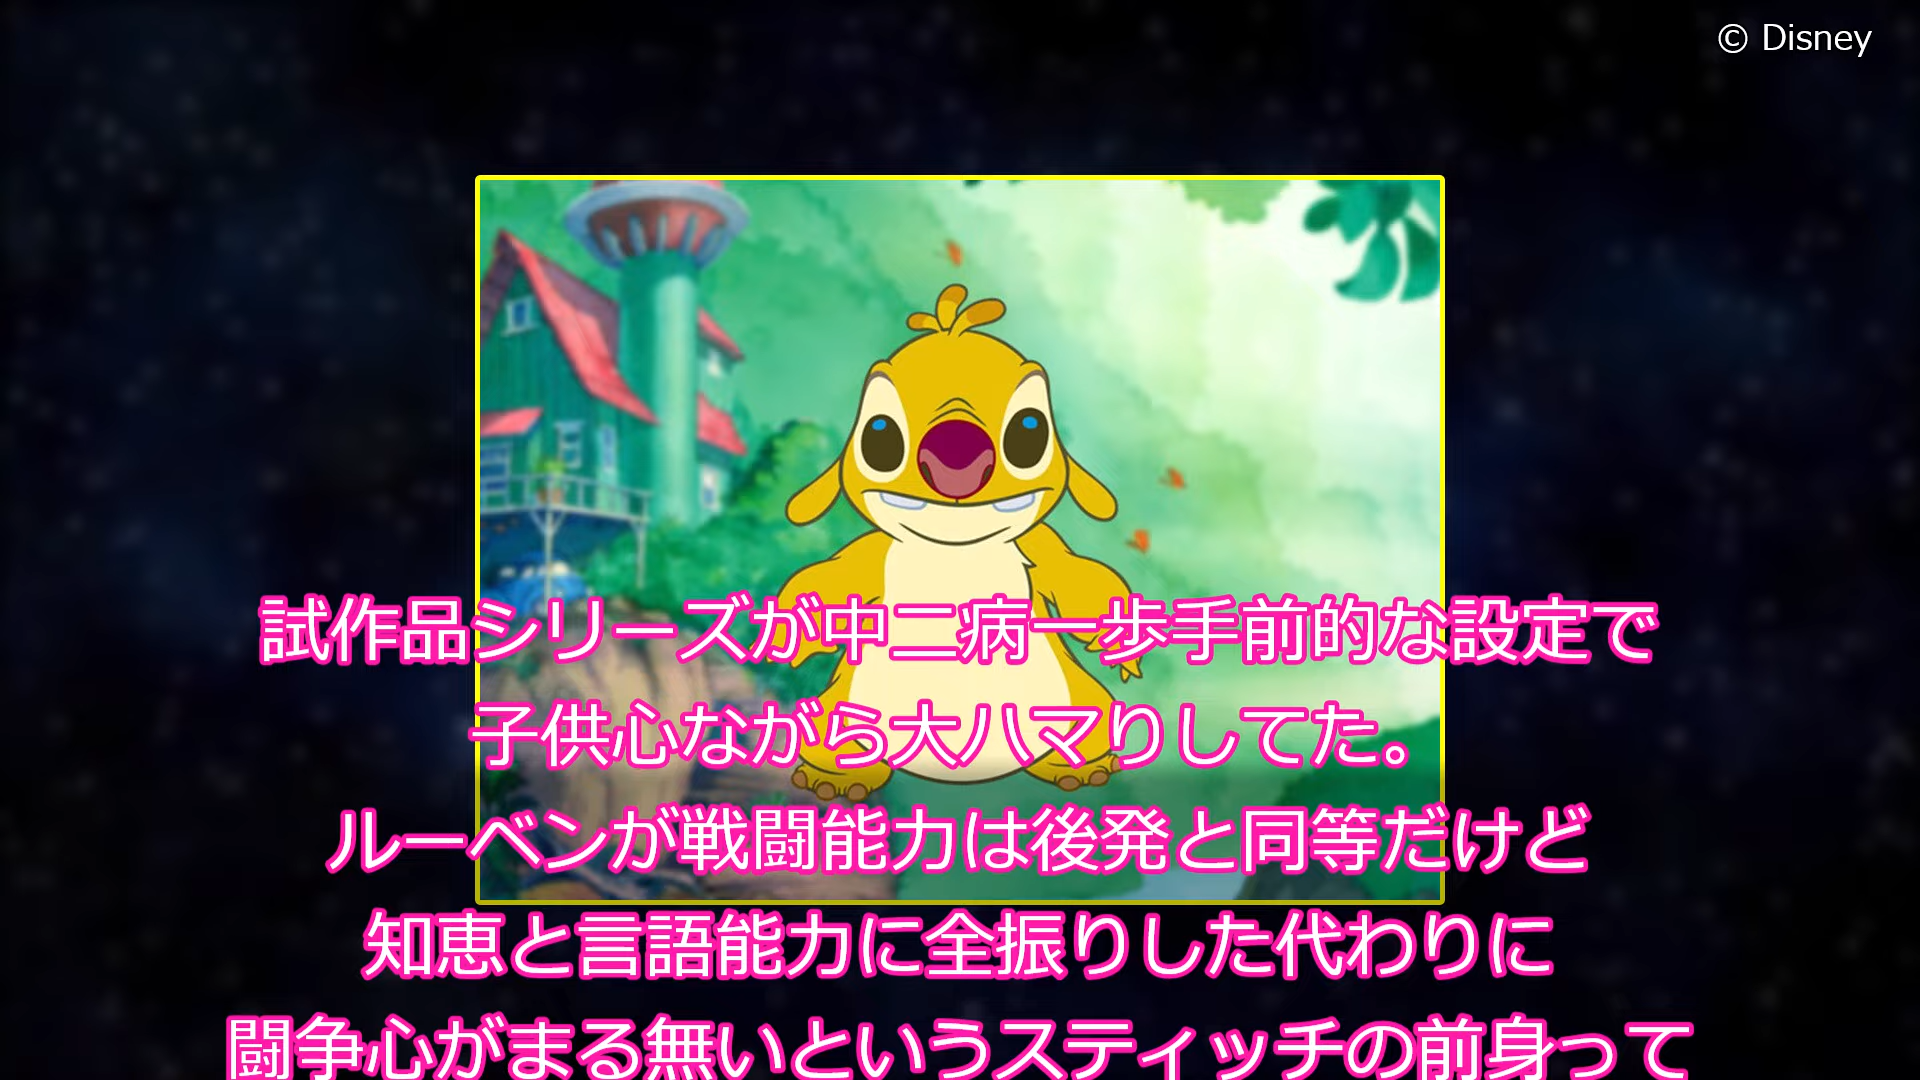 © Disney
試作品シリーズが中二病一歩手前的な設定で
子供心ながら大ハマりしてた。
ルーベンが戦闘能力は後発と同等だけど
知恵と言語能力に全振りした代わりに
闘争心がまる無いというスティッチの前身って